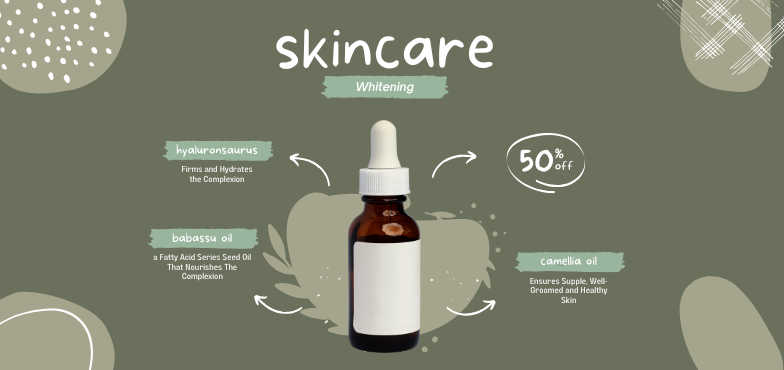 skincare
Whitening
hyaluronsaurus
Firms and Hydrates
the Complexion
50% off
babassu oil
a Fatty Acid Series Seed Oil
That Nourishes The
Complexion
camellia oil
Ensures Supple, Well-
Groomed and Healthy
Skin